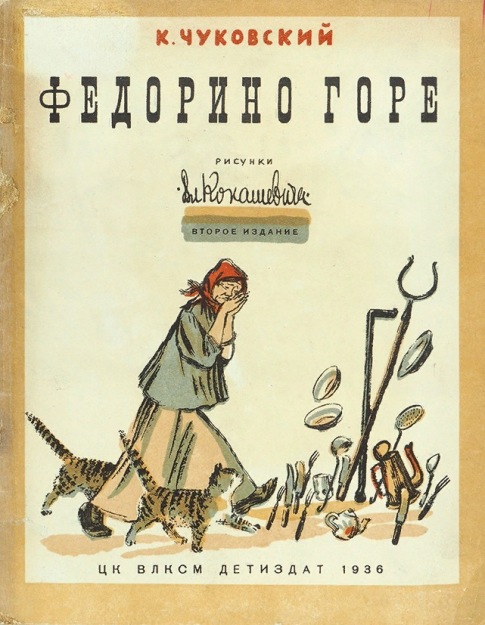 К. ЧУКОВСКИЙ
ФЕДОРИНО ГОРЕ
РИСУНКИ
Вл. Конашевича
ВТОРОЕ ИЗДАНИЕ
ЦК ВЛКСМ ДЕТИЗДАТ 1936